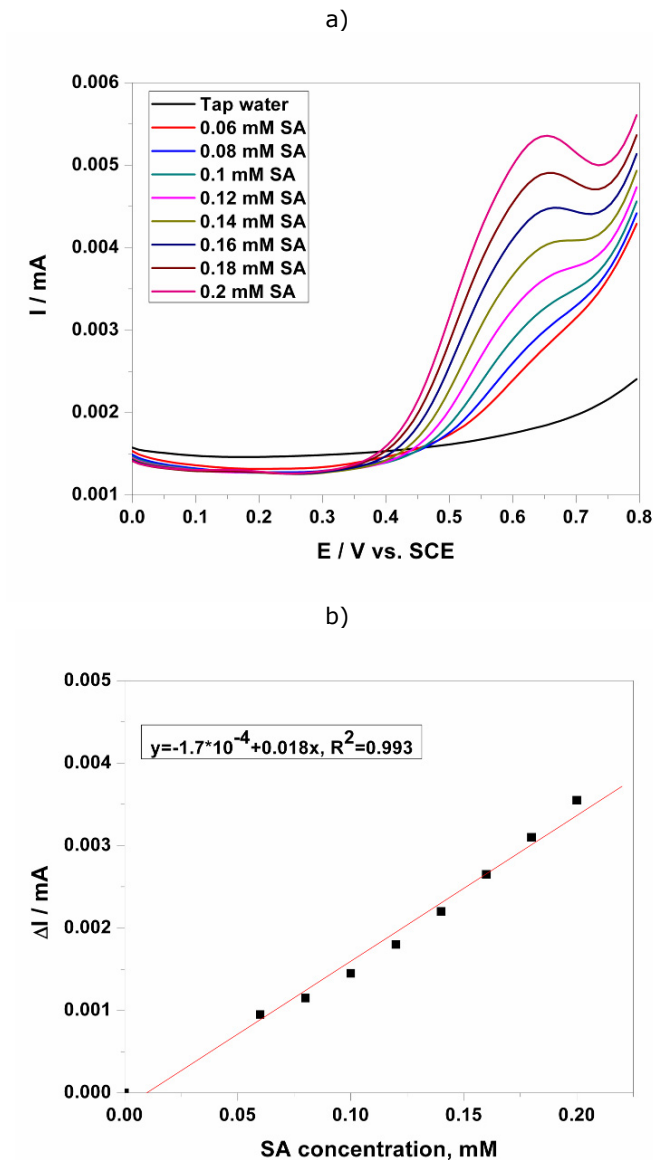 a)
0.006
0.005
0.004
0.003
0.002
0.001
I / mA
Tap water
0.06 mM SA
0.08 mM SA
0.1 mM SA
0.12 mM SA
0.14 mM SA
0.16 mM SA
0.18 mM SA
0.2 mM SA
0.0 0.1 0.2 0.3 0.4 0.5 0.6 0.7 0.8
E / V vs. SCE
b)
0.005
0.004
0.003
0.002
0.001
0.000
ΔI / mA
y=-1.7*10⁻⁴+0.018x, R²=0.993
0.00 0.05 0.10 0.15 0.20
SA concentration, mM